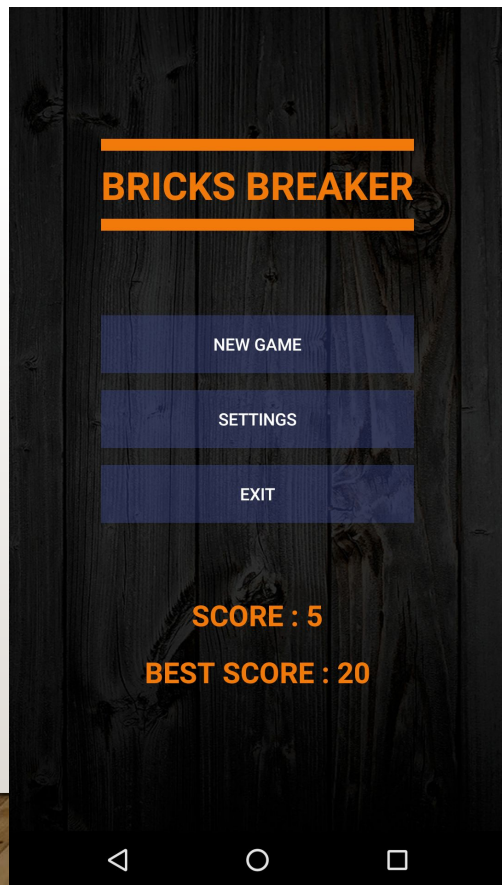 BRICKS BREAKER
NEW GAME
SETTINGS
EXIT
SCORE : 5
BEST SCORE : 20